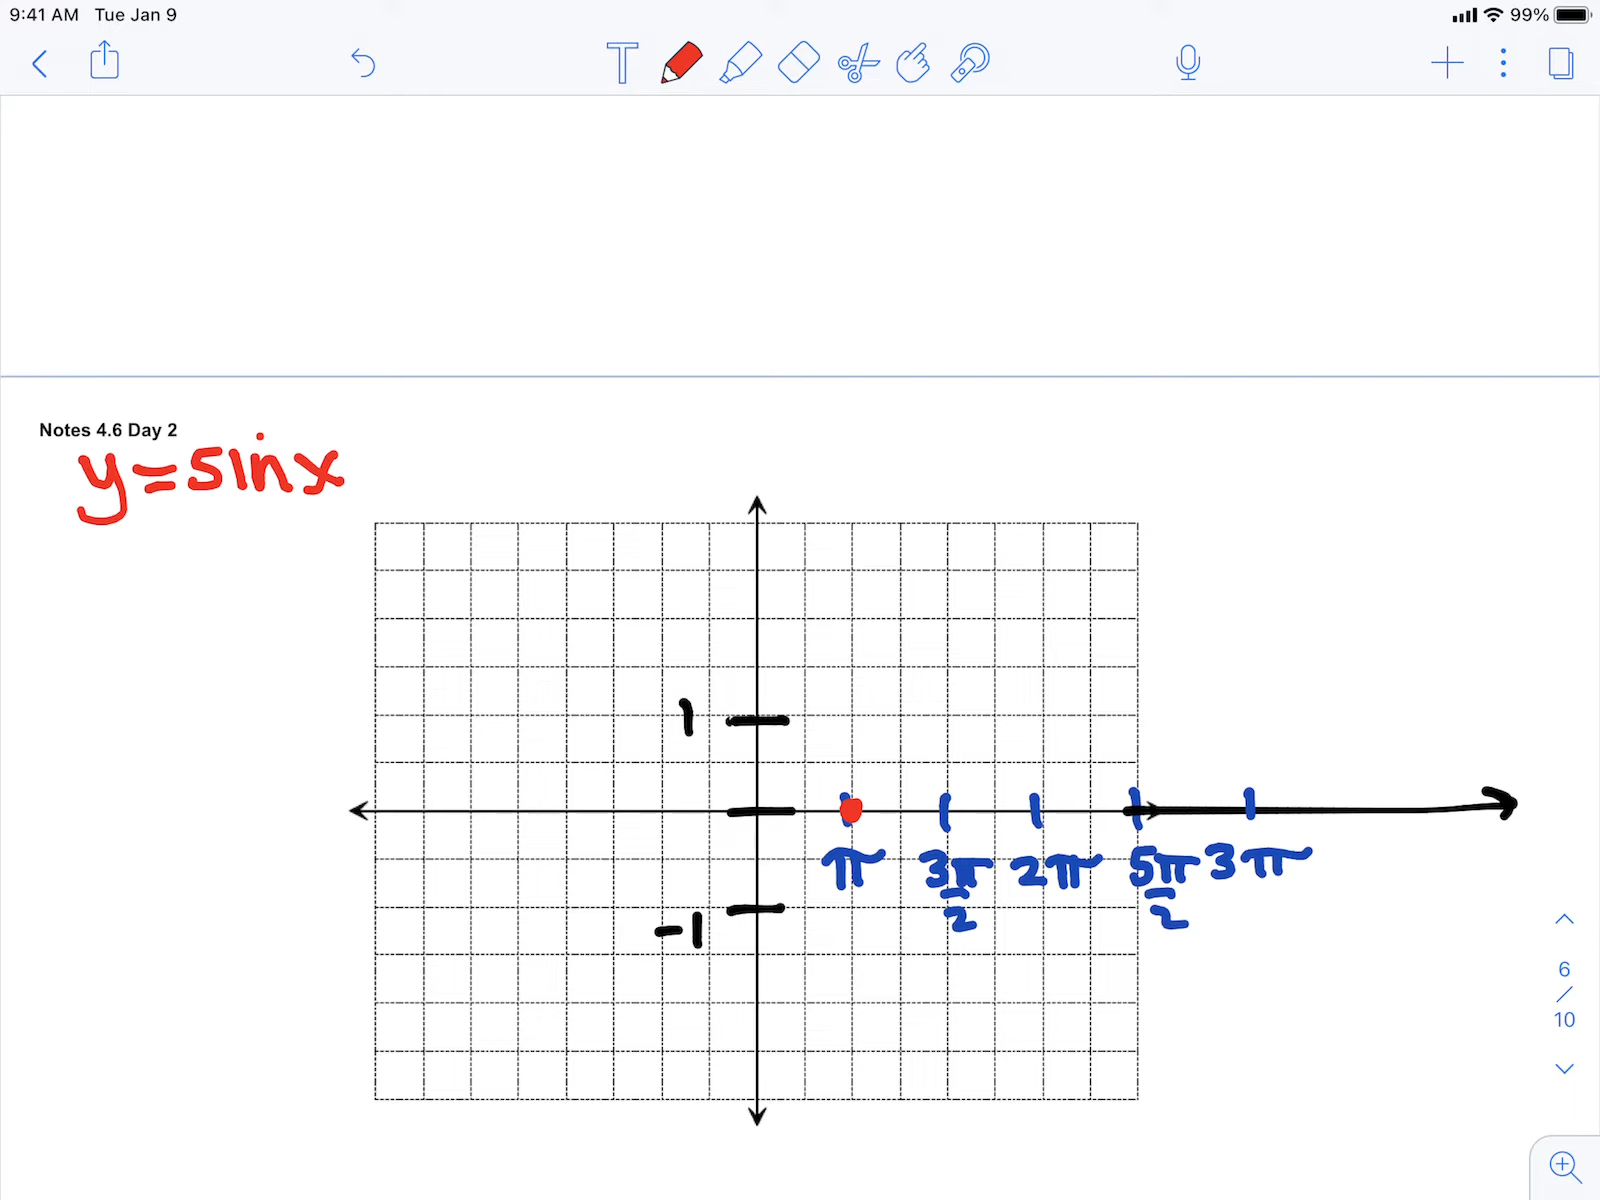 9:41 AM Tue Jan 9
99%
T
Notes 4.6 Day 2
y=sinx
1
π 3π/2 2π 5π/2 3π
-1
6
/
10